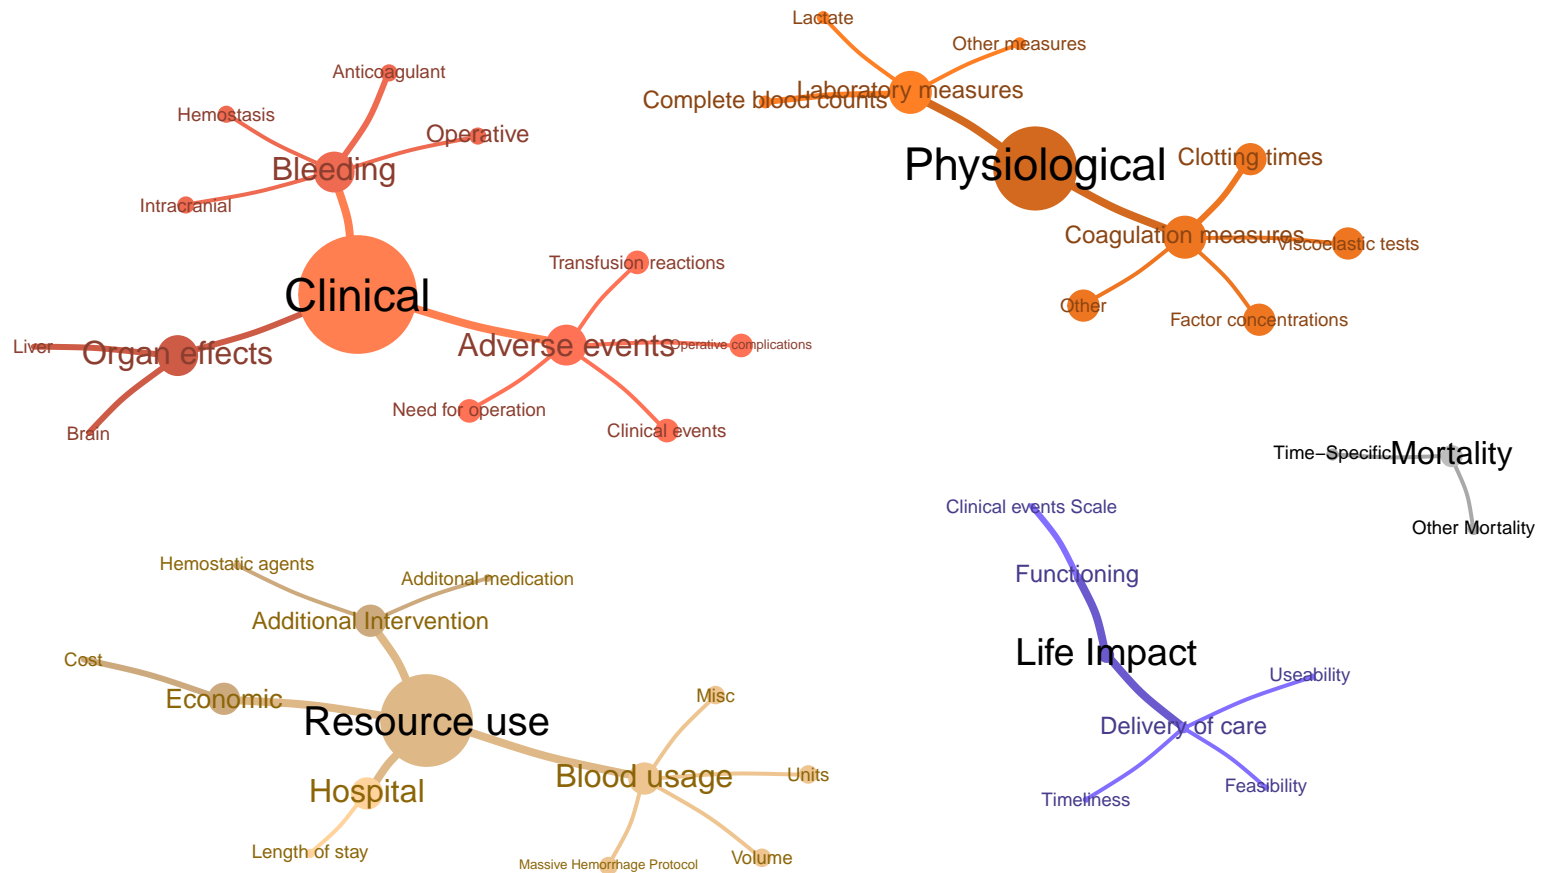 Lactate
Other measures
Laboratory measures
Complete blood counts
Physiological
Clotting times
Coagulation measures
Viscoelastic tests
Other
Factor concentrations
Anticoagulant
Hemostasis
Operative
Bleeding
Intracranial
Clinical
Transfusion reactions
Adverse events
Operative complications
Need for operation
Clinical events
Liver
Organ effects
Brain
Time−Specific
Mortality
Other Mortality
Clinical events Scale
Functioning
Life Impact
Useability
Delivery of care
Timeliness
Feasibility
Hemostatic agents
Additonal medication
Additional Intervention
Cost
Economic
Resource use
Hospital
Length of stay
Misc
Blood usage
Units
Massive Hemorrhage Protocol
Volume